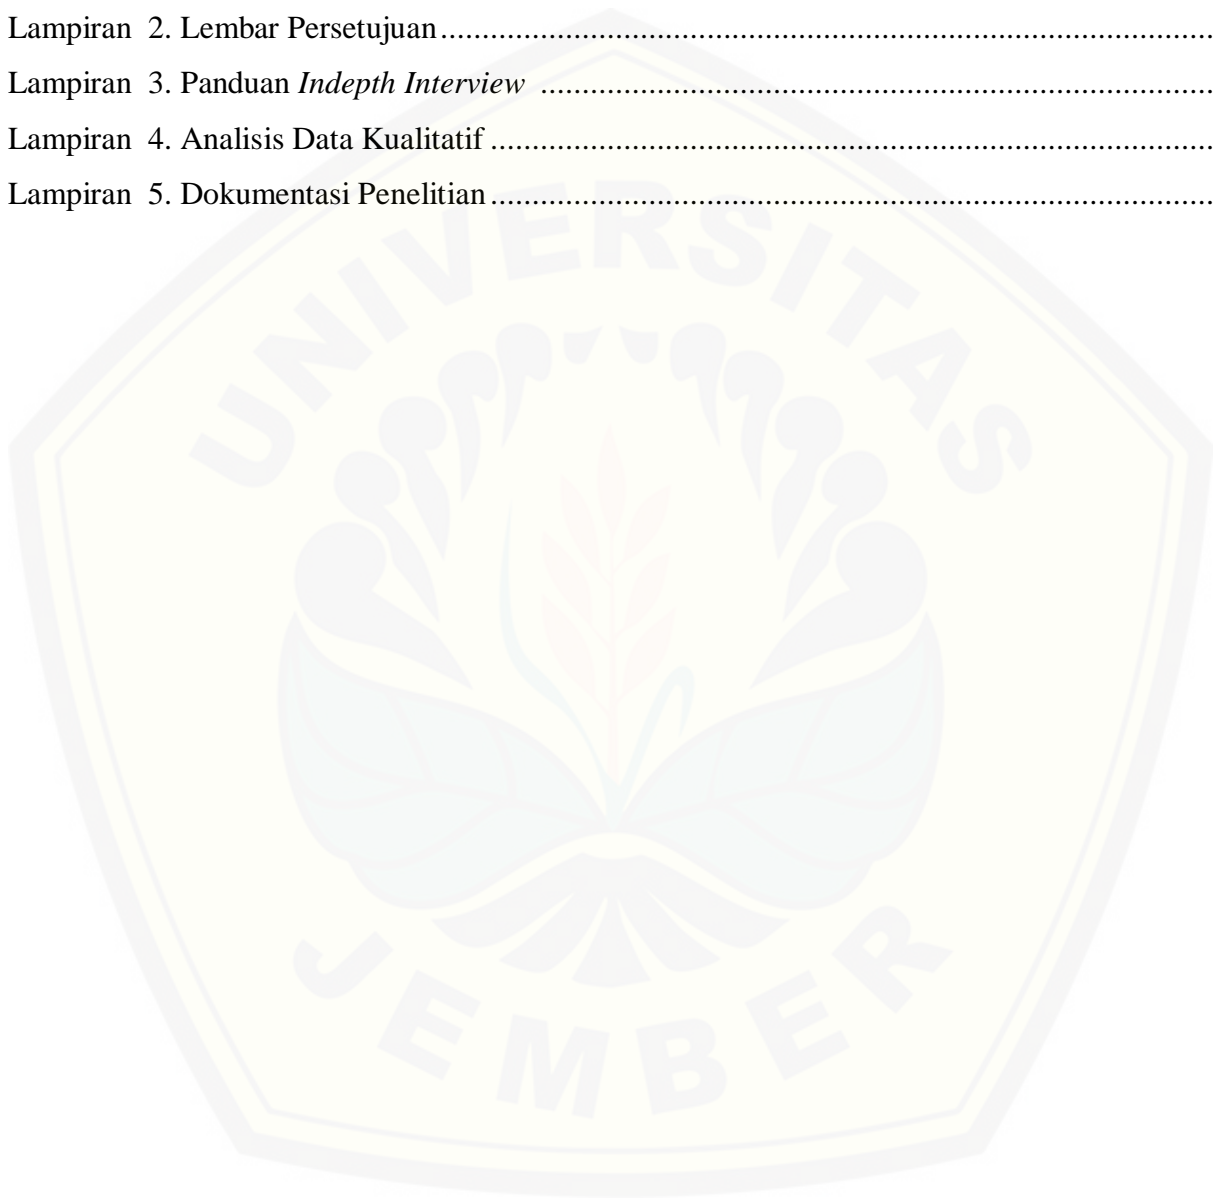 Lampiran 2. Lembar Persetujuan..............................................................................................
Lampiran 3. Panduan Indepth Interview ..................................................................................
Lampiran 4. Analisis Data Kualitatif ........................................................................................
Lampiran 5. Dokumentasi Penelitian........................................................................................
UNIVERSITAS
JEMBER